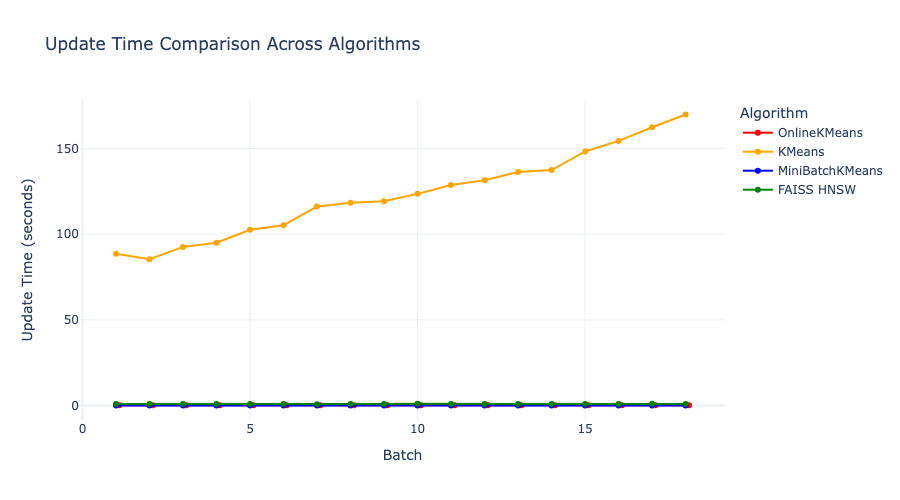 Update Time Comparison Across Algorithms
Update Time (seconds)
150
100
50
0
0
5
10
15
Batch
Algorithm
OnlineKMeans
KMeans
MiniBatchKMeans
FAISS HNSW